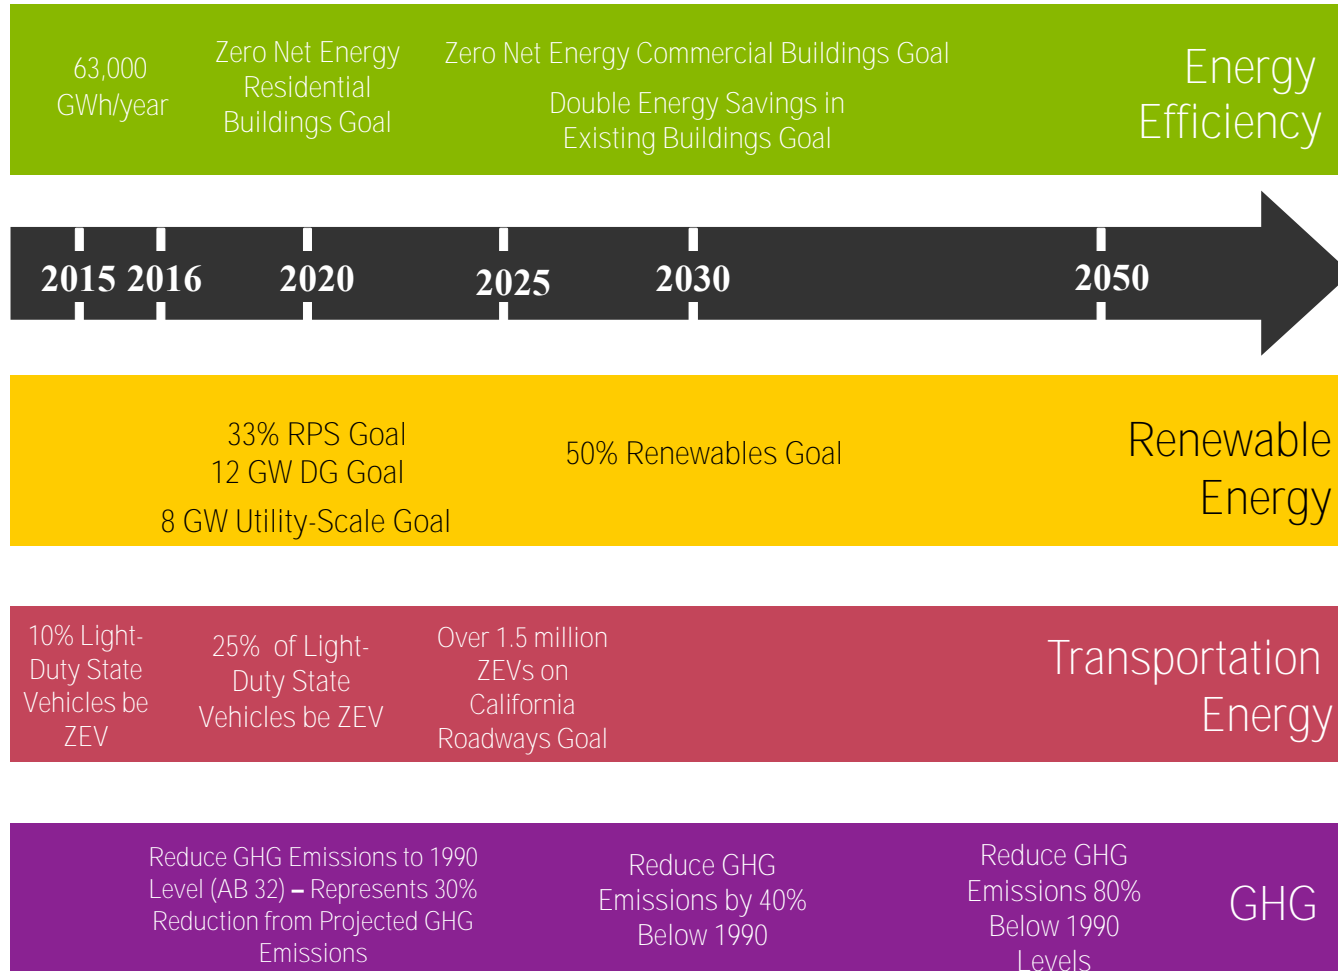 63,000
GWh/year
Zero Net Energy
Residential
Buildings Goal
Zero Net Energy Commercial Buildings Goal
Double Energy Savings in
Existing Buildings Goal
Energy
Efficiency
2015 2016 2020 2025 2030 2050
33% RPS Goal
12 GW DG Goal
8 GW Utility-Scale Goal
50% Renewables Goal
Renewable
Energy
10% Light-
Duty State
Vehicles be
ZEV
25% of Light-
Duty State
Vehicles be ZEV
Over 1.5 million
ZEVs on
California
Roadways Goal
Transportation
Energy
Reduce GHG Emissions to 1990
Level (AB 32) – Represents 30%
Reduction from Projected GHG
Emissions
Reduce GHG
Emissions by 40%
Below 1990
Reduce GHG
Emissions 80%
Below 1990
Levels
GHG